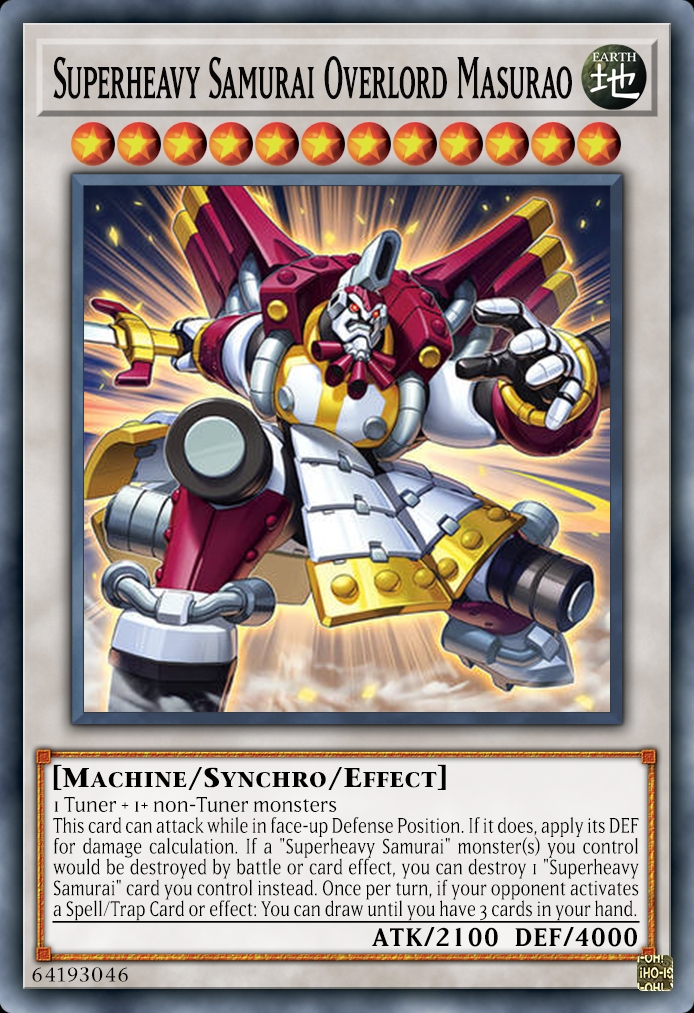 Superheavy Samurai Overlord Masurao
EARTH
地
[Machine/Synchro/Effect]
1 Tuner + 1+ non-Tuner monsters
This card can attack while in face-up Defense Position. If it does, apply its DEF
for damage calculation. If a "Superheavy Samurai" monster(s) you control
would be destroyed by battle or card effect, you can destroy 1 "Superheavy
Samurai" card you control instead. Once per turn, if your opponent activates
a Spell/Trap Card or effect: You can draw until you have 3 cards in your hand.
ATK/2100 DEF/4000
64193046